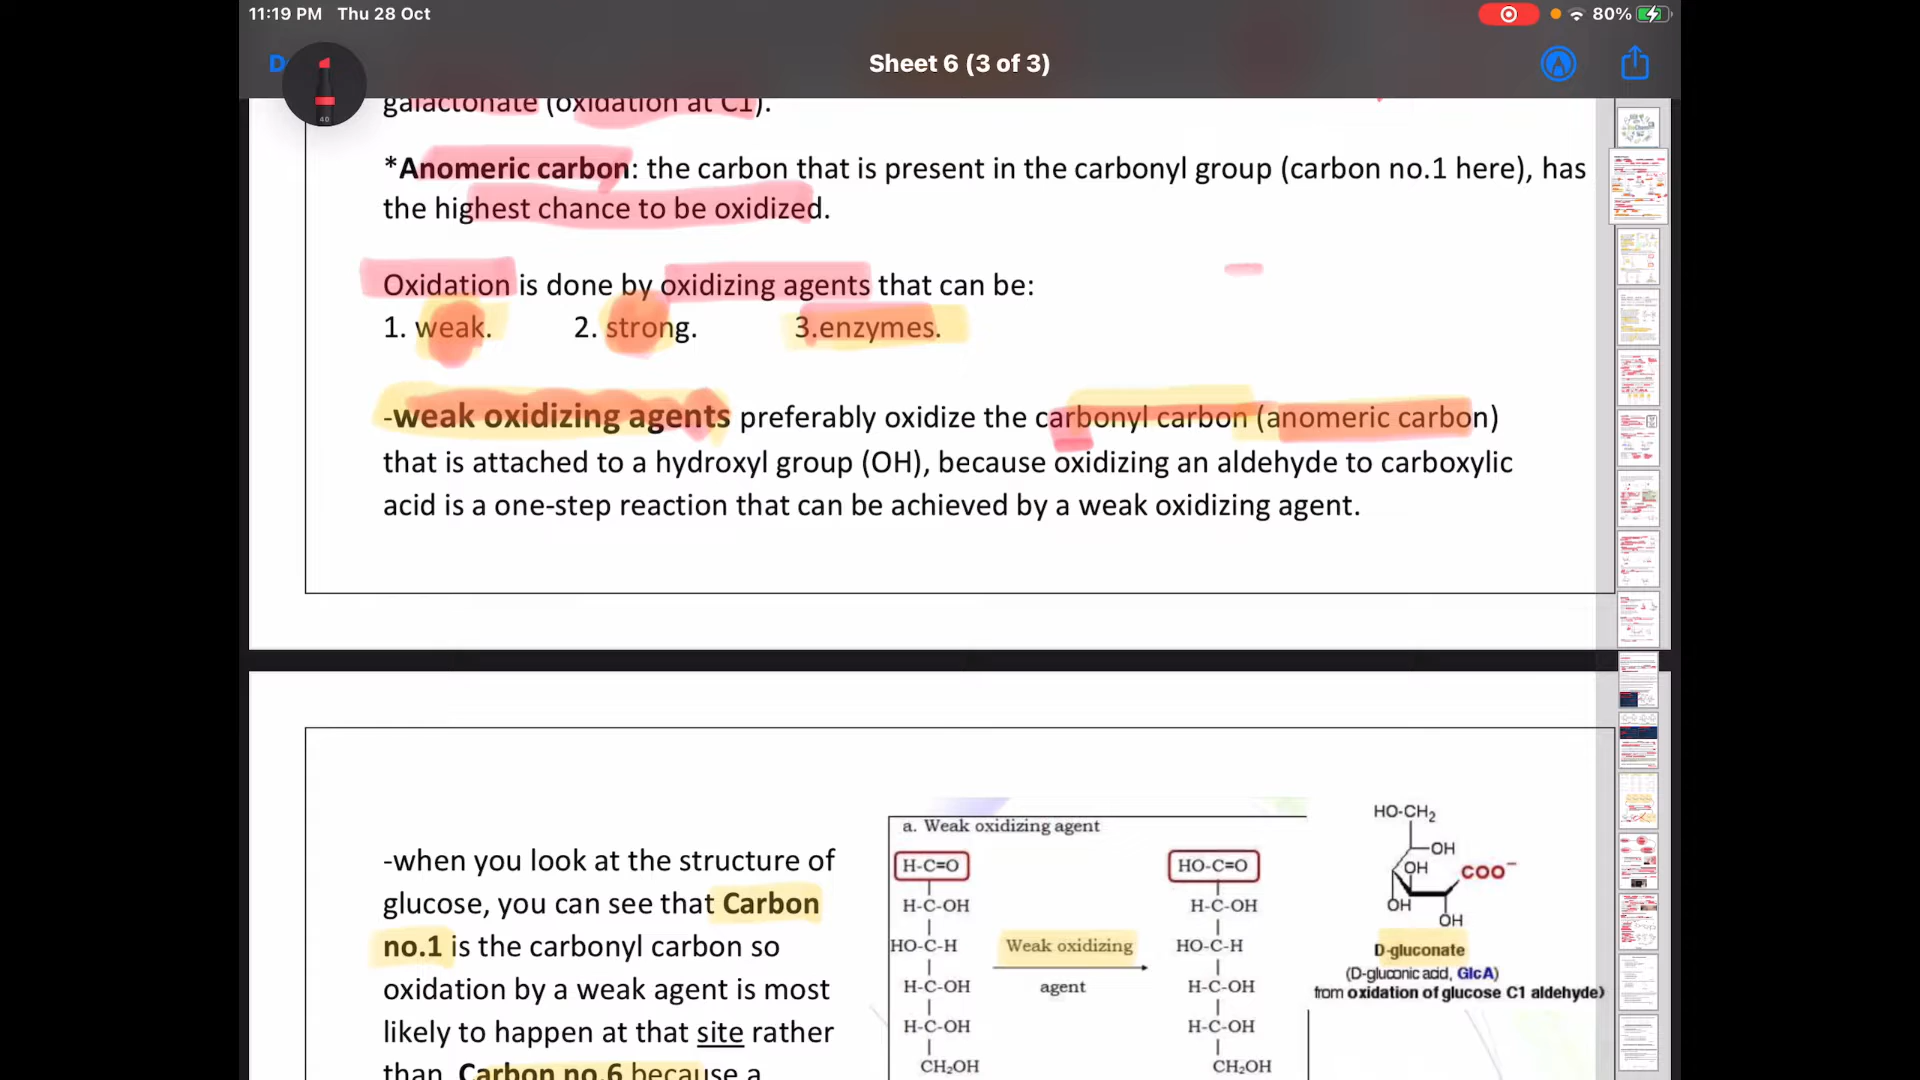 11:19 PM Thu 28 Oct
80%
Sheet 6 (3 of 3)
40
galactonate (oxidation at C1).
*Anomeric carbon: the carbon that is present in the carbonyl group (carbon no.1 here), has
the highest chance to be oxidized.
Oxidation is done by oxidizing agents that can be:
1. weak. 2. strong. 3.enzymes.
-weak oxidizing agents preferably oxidize the carbonyl carbon (anomeric carbon)
that is attached to a hydroxyl group (OH), because oxidizing an aldehyde to carboxylic
acid is a one-step reaction that can be achieved by a weak oxidizing agent.
-when you look at the structure of
glucose, you can see that Carbon
no.1 is the carbonyl carbon so
oxidation by a weak agent is most
likely to happen at that site rather
than Carbon no.6 because a
a. Weak oxidizing agent
H-C=O
H-C-OH
HO-C-H
H-C-OH
H-C-OH
CH₂OH
Weak oxidizing
agent
HO-C=O
H-C-OH
HO-C-H
H-C-OH
H-C-OH
CH₂OH
HO-CH₂
OH
OH
COO⁻
OH
OH
D-gluconate
(D-gluconic acid, GlcA)
from oxidation of glucose C1 aldehyde)